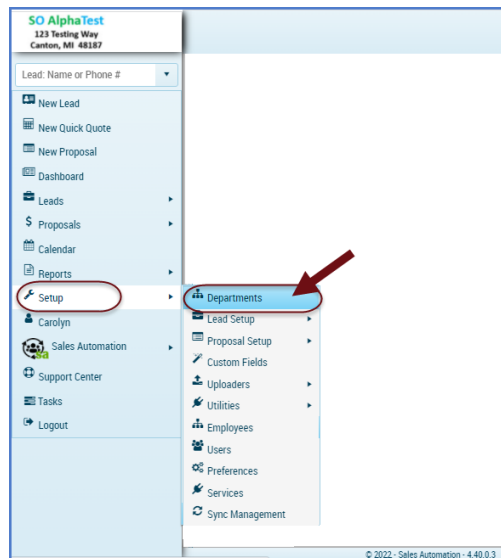 SO AlphaTest
123 Testing Way
Canton, MI 48187
Lead: Name or Phone #
New Lead
New Quick Quote
New Proposal
Dashboard
Leads
Proposals
Calendar
Reports
Setup
Carolyn
Sales Automation
Support Center
Tasks
Logout
Departments
Lead Setup
Proposal Setup
Custom Fields
Uploaders
Utilities
Employees
Users
Preferences
Services
Sync Management
© 2022 - Sales Automation - 4.40.0.3